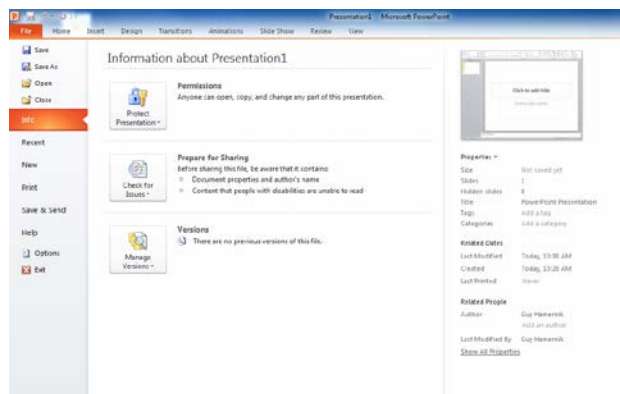 Presentation1 - Microsoft PowerPoint
File Home Insert Design Transitions Animations Slide Show Review View
Save
Save As
Open
Close
Info
Recent
New
Print
Save & Send
Help
Options
Exit
Information about Presentation1
Protect
Presentation
Permissions
Anyone can open, copy, and change any part of this presentation.
Check for
Issues
Prepare for Sharing
Before sharing this file, be aware that it contains:
Document properties and author's name
Content that people with disabilities are unable to read
Manage
Versions
Versions
There are no previous versions of this file.
Click to add title
Properties
Size Not saved yet
Slides 1
Hidden slides 0
Title PowerPoint Presentation
Tags Add a tag
Categories Add a category
Related Dates
Last Modified Today, 10:38 AM
Created Today, 10:28 AM
Last Printed Never
Related People
Author Guy Hamernik
Add an author
Last Modified By Guy Hamernik
Show All Properties